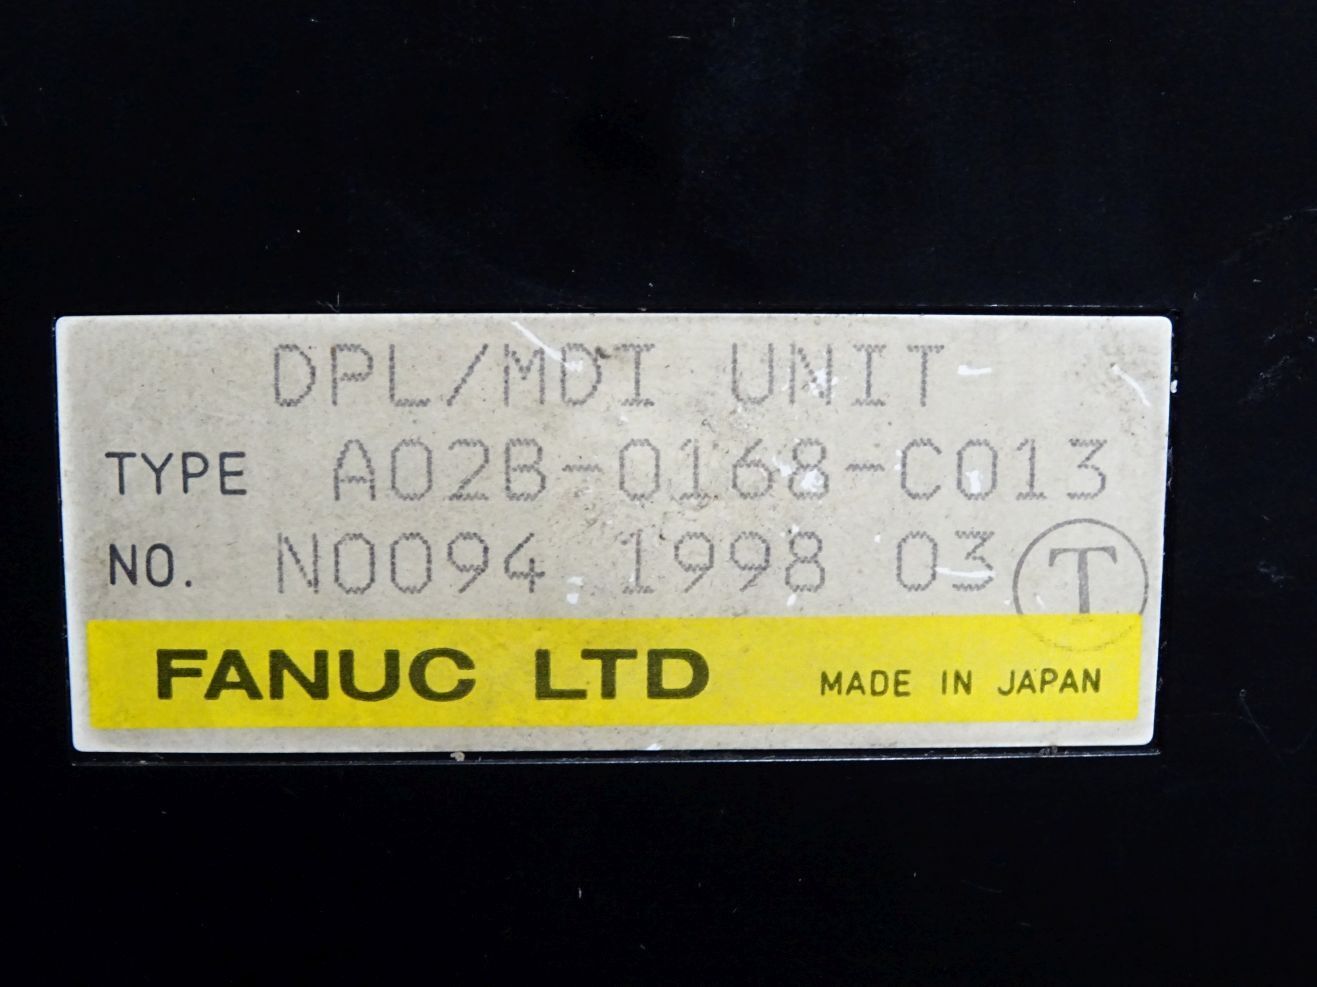 DPL/MDI UNIT
TYPE A02B-0168-C013
NO. N0094 1998 03 T
FANUC LTD MADE IN JAPAN